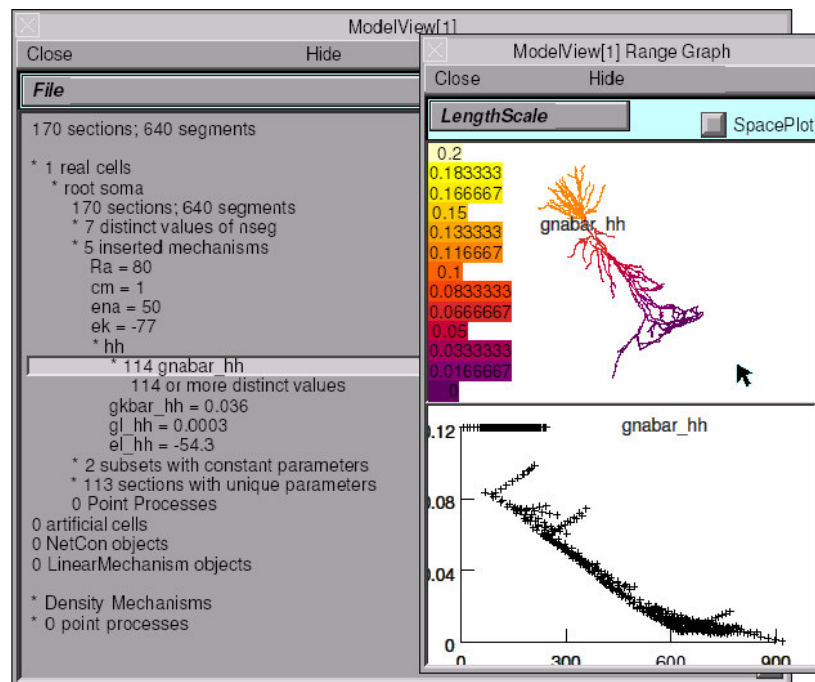 ModelView[1]
Close Hide
File
170 sections; 640 segments
* 1 real cells
* root soma
170 sections; 640 segments
* 7 distinct values of nseg
* 5 inserted mechanisms
Ra = 80
cm = 1
ena = 50
ek = -77
* hh
* 114 gnabar_hh
114 or more distinct values
gkbar_hh = 0.036
gl_hh = 0.0003
el_hh = -54.3
* 2 subsets with constant parameters
* 113 sections with unique parameters
0 Point Processes
0 artificial cells
0 NetCon objects
0 LinearMechanism objects
* Density Mechanisms
* 0 point processes
ModelView[1] Range Graph
Close Hide
LengthScale SpacePlot
0.2
0.183333
0.166667
0.15
0.133333
0.116667
0.1
0.0833333
0.0666667
0.05
0.0333333
0.0166667
0
gnabar_hh
gnabar_hh
0.12
0.08
0.04
0
0 300 600 900